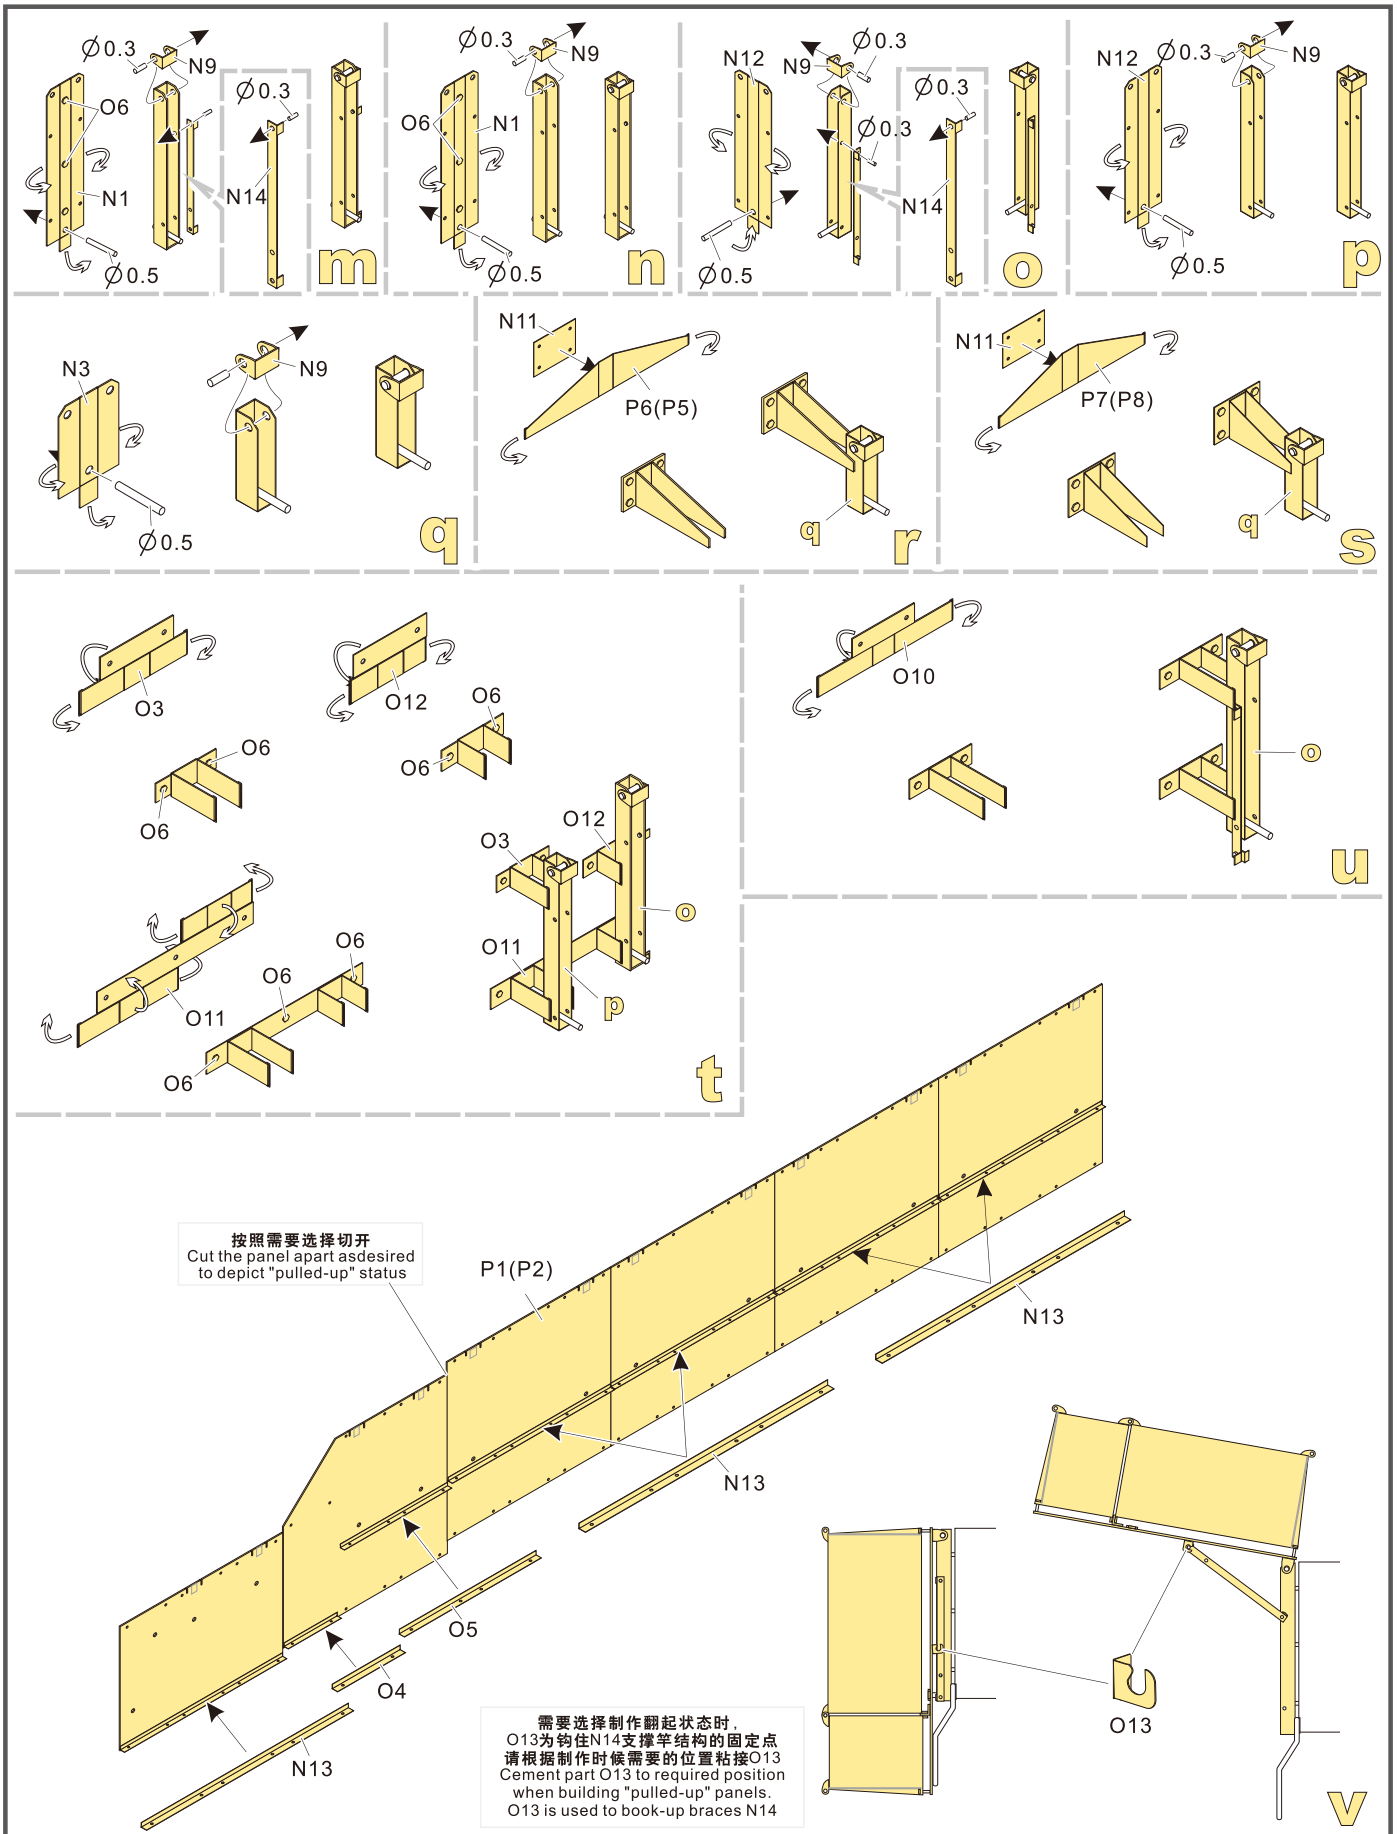 Ø0.3
N9
O6
N1
Ø0.5
Ø0.3
N14
m
Ø0.3
N9
O6
N1
Ø0.5
n
N12
Ø0.3
N9
Ø0.3
Ø0.5
Ø0.3
N14
o
N12
Ø0.3
N9
Ø0.5
p
N3
N9
Ø0.5
q
N11
P6(P5)
q
r
N11
P7(P8)
q
s
O3
O12
O6
O6
O6
O6
O3
O12
o
O11
p
O11
O6
O6
O6
t
O10
o
u
按照需要选择切开
Cut the panel apart asdesired
to depict "pulled-up" status
P1(P2)
N13
N13
O5
O4
N13
需要选择制作翻起状态时，
O13为钩住N14支撑竿结构的固定点
请根据制作时候需要的位置粘接O13
Cement part O13 to required position
when building "pulled-up" panels.
O13 is used to book-up braces N14
O13
v